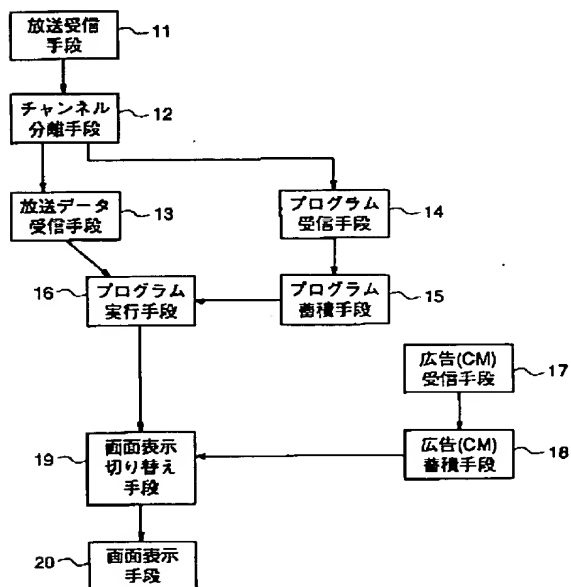 放送受信
手段
11
チャンネル
分離手段
12
放送データ
受信手段
13
プログラム
受信手段
14
16
プログラム
実行手段
プログラム
蓄積手段
15
広告(CM)
受信手段
17
19
画面表示
切り替え
手段
広告(CM)
蓄積手段
18
20
画面表示
手段